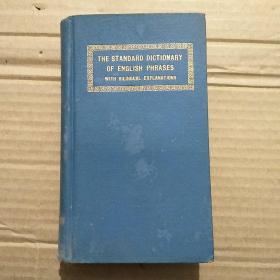 THE STANDARD DICTIONARY
OF ENGLISH PHRASES
WITH BILINGUAL EXPLANATIONS